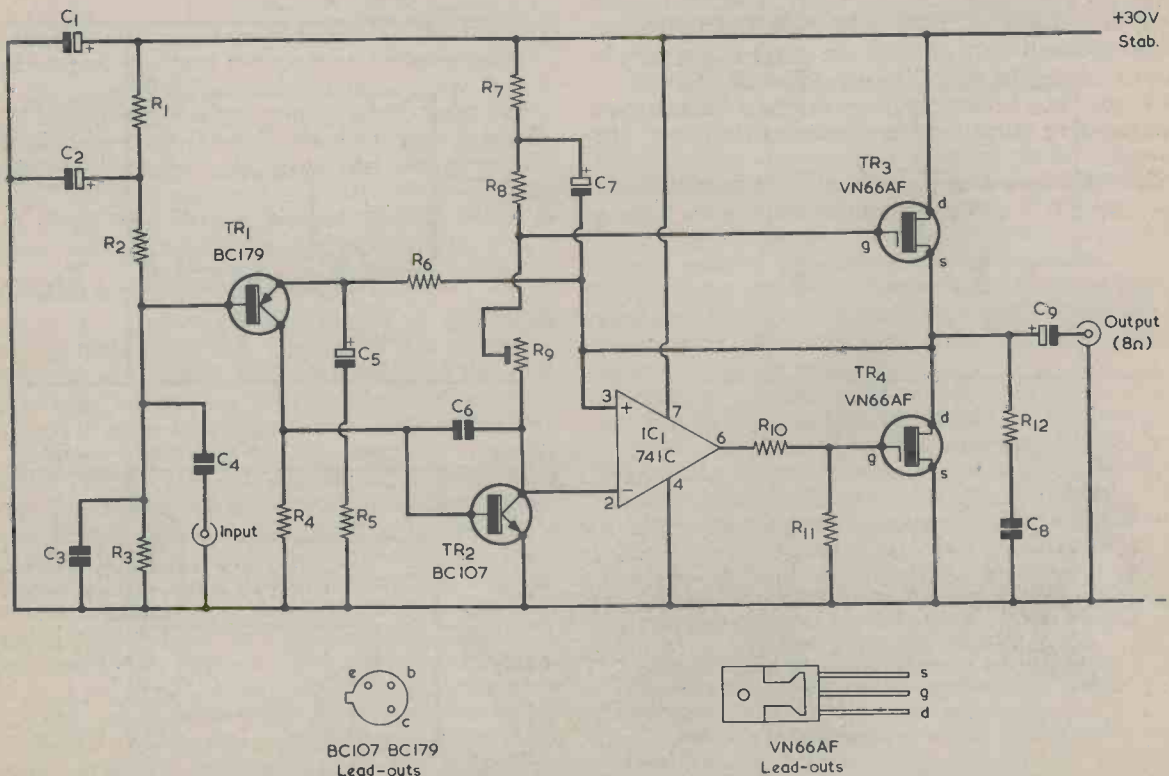 C1
+
+30V
Stab.
R1
R7
C2
+
R8
+
C7
TR3
VN66AF
d
g
s
R2
TR1
BC179
R6
+
C5
R9
C9
+
Output
(8Ω)
TR4
VN66AF
d
g
s
C6
3
+
7
IC1
741C
6
R10
R12
C4
2
−
4
R4
R5
R11
C8
C3
R3
Input
TR2
BC107
e
b
c
BC107 BC179
Lead-outs
s
g
d
VN66AF
Lead-outs